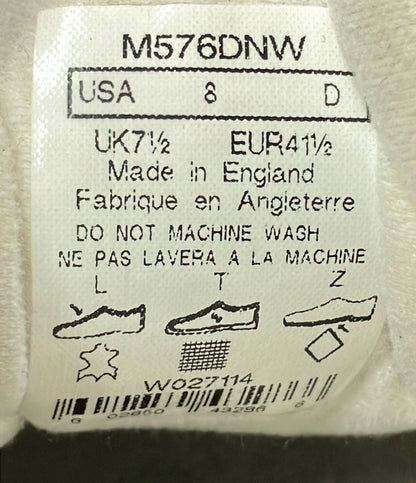 M576DNW
USA 8 D
UK7½ EUR41½
Made in England
Fabrique en Angleterre
DO NOT MACHINE WASH
NE PAS LAVERA A LA MACHINE
L T Z
W027114